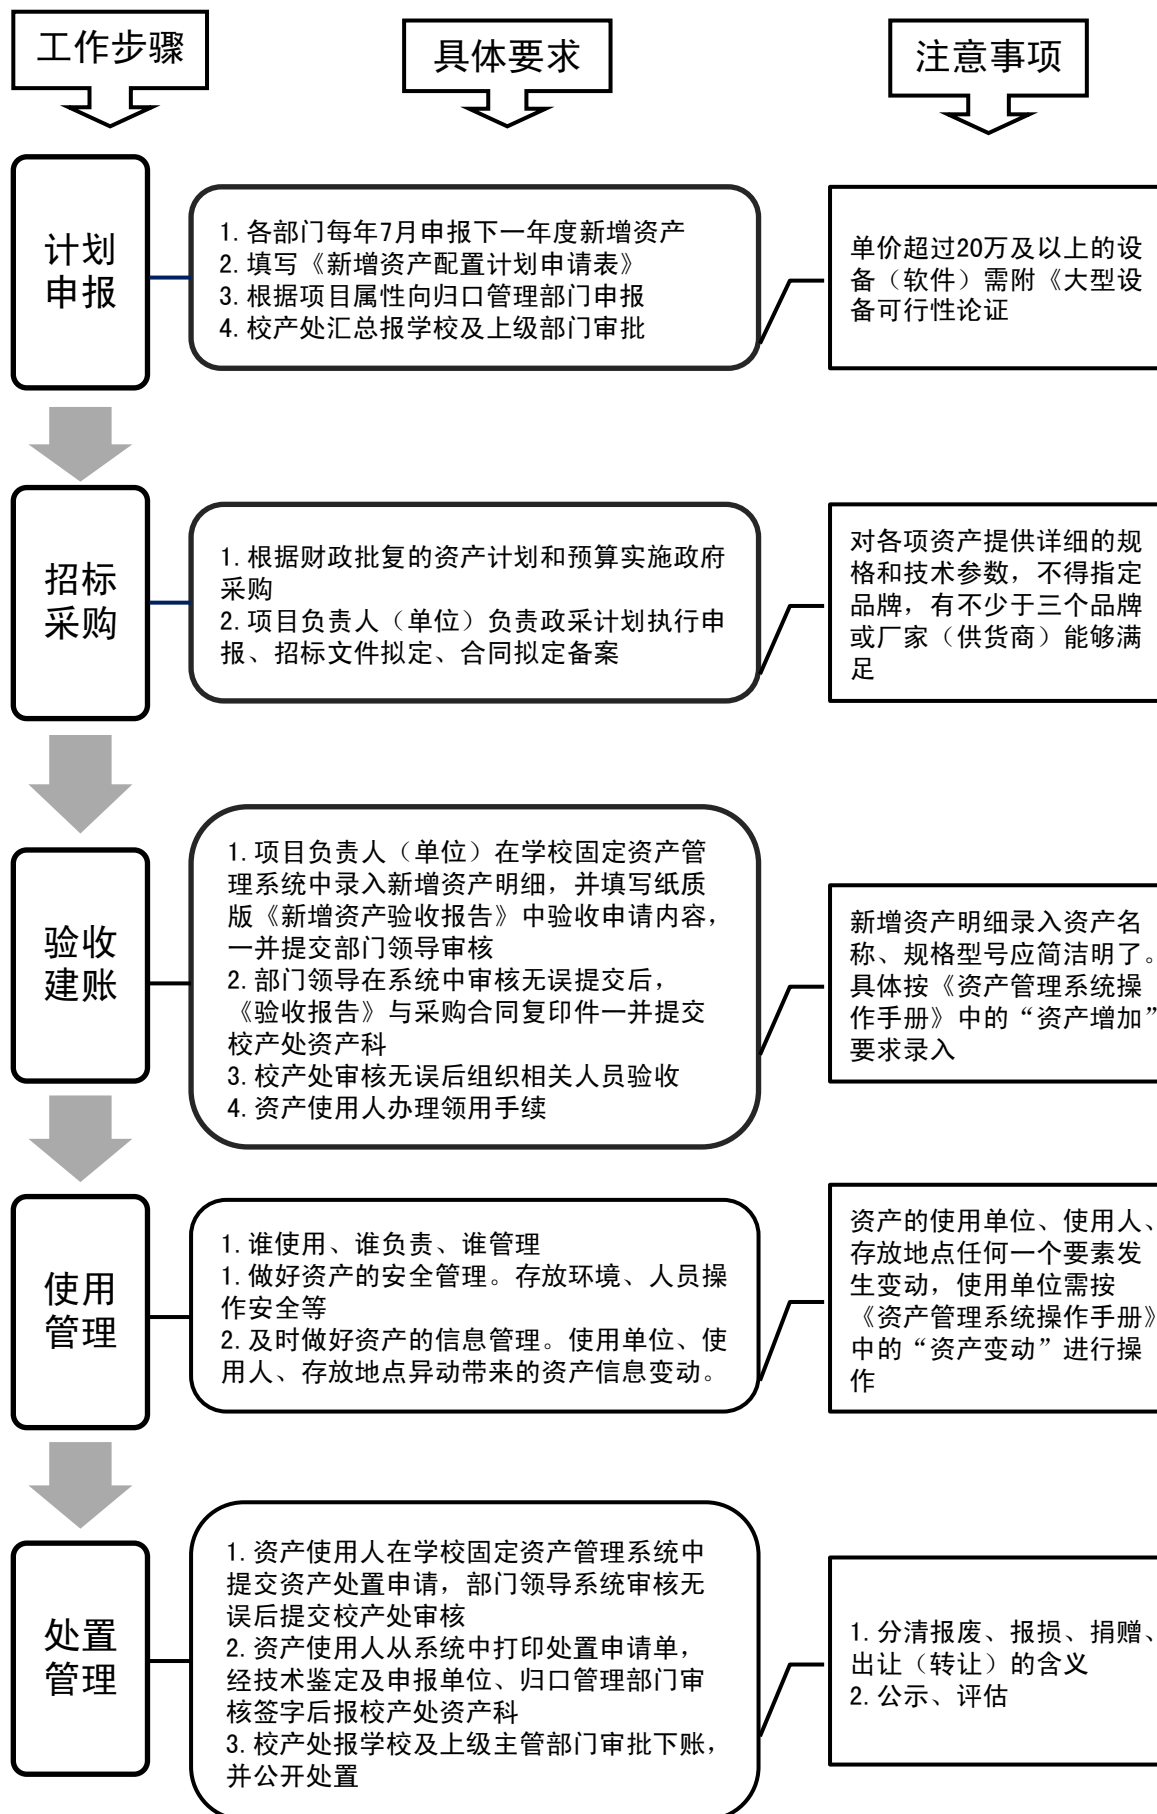 工作步骤
具体要求
注意事项
计划
申报
1. 各部门每年7月申报下一年度新增资产
2. 填写《新增资产配置计划申请表》
3. 根据项目属性向归口管理部门申报
4. 校产处汇总报学校及上级部门审批
单价超过20万及以上的设
备（软件）需附《大型设
备可行性论证
招标
采购
1. 根据财政批复的资产计划和预算实施政府
采购
2. 项目负责人（单位）负责政采计划执行申
报、招标文件拟定、合同拟定备案
对各项资产提供详细的规
格和技术参数，不得指定
品牌，有不少于三个品牌
或厂家（供货商）能够满
足
验收
建账
1. 项目负责人（单位）在学校固定资产管
理系统中录入新增资产明细，并填写纸质
版《新增资产验收报告》中验收申请内容，
一并提交部门领导审核
2. 部门领导在系统中审核无误提交后，
《验收报告》与采购合同复印件一并提交
校产处资产科
3. 校产处审核无误后组织相关人员验收
4. 资产使用人办理领用手续
新增资产明细录入资产名
称、规格型号应简洁明了。
具体按《资产管理系统操
作手册》中的“资产增加”
要求录入
使用
管理
1. 谁使用、谁负责、谁管理
1. 做好资产的安全管理。存放环境、人员操
作安全等
2. 及时做好资产的信息管理。使用单位、使
用人、存放地点异动带来的资产信息变动。
资产的使用单位、使用人、
存放地点任何一个要素发
生变动，使用单位需按
《资产管理系统操作手册》
中的“资产变动”进行操
作
处置
管理
1. 资产使用人在学校固定资产管理系统中
提交资产处置申请，部门领导系统审核无
误后提交校产处审核
2. 资产使用人从系统中打印处置申请单，
经技术鉴定及申报单位、归口管理部门审
核签字后报校产处资产科
3. 校产处报学校及上级主管部门审批下账，
并公开处置
1. 分清报废、报损、捐赠、
出让（转让）的含义
2. 公示、评估